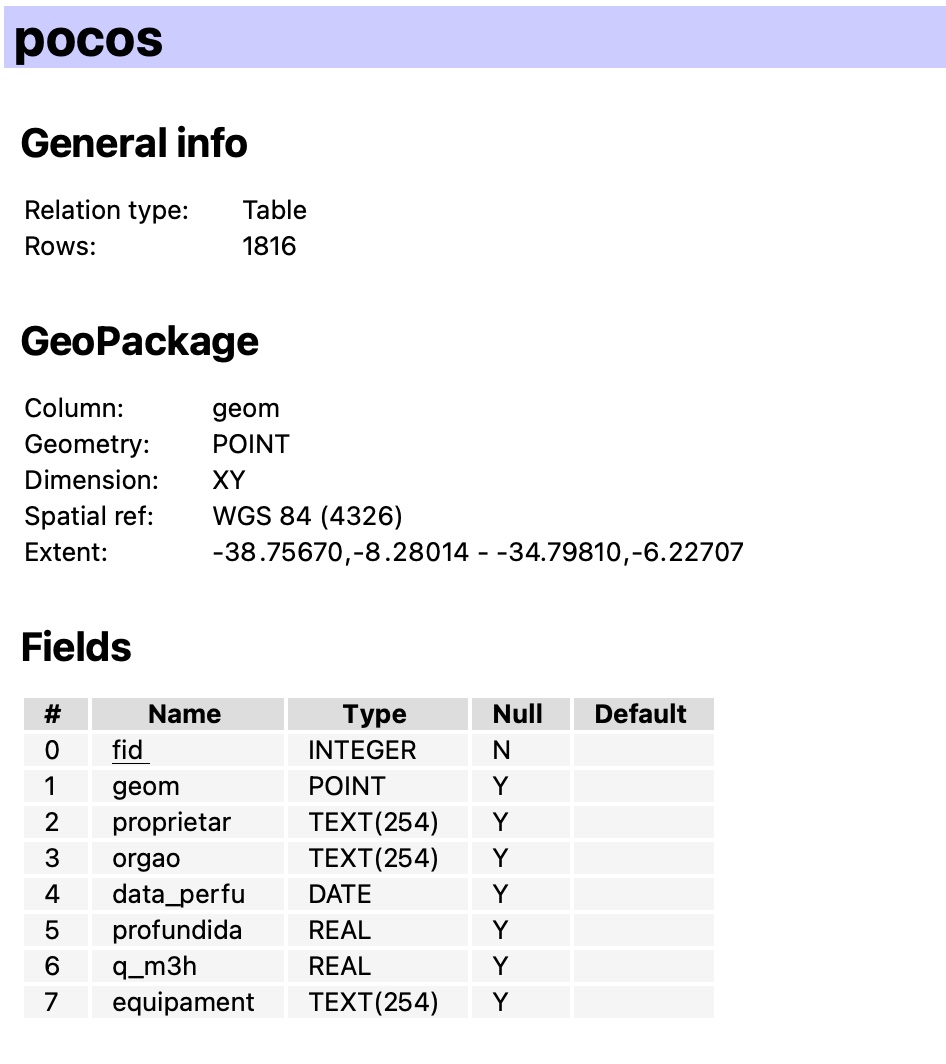 pocos
General info
Relation type: Table
Rows: 1816
GeoPackage
Column: geom
Geometry: POINT
Dimension: XY
Spatial ref: WGS 84 (4326)
Extent: -38.75670,-8.28014 - -34.79810,-6.22707
Fields
# Name Type Null Default
0 fid INTEGER N
1 geom POINT Y
2 proprietar TEXT(254) Y
3 orgao TEXT(254) Y
4 data_perfu DATE Y
5 profundida REAL Y
6 q_m3h REAL Y
7 equipament TEXT(254) Y